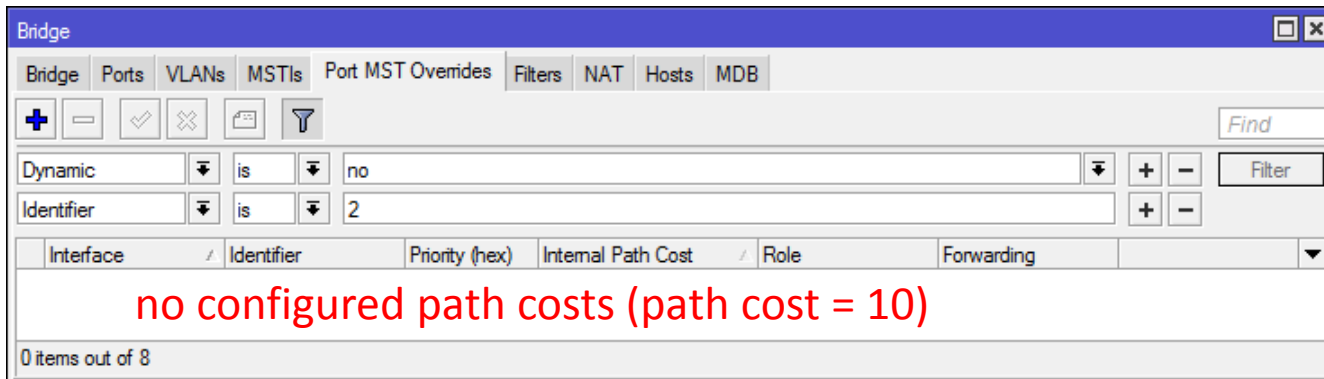 Bridge
Bridge Ports VLANs MSTIs Port MST Overrides Filters NAT Hosts MDB
Find
Dynamic is no Filter
Identifier is 2
Interface Identifier Priority (hex) Internal Path Cost Role Forwarding
no configured path costs (path cost = 10)
0 items out of 8